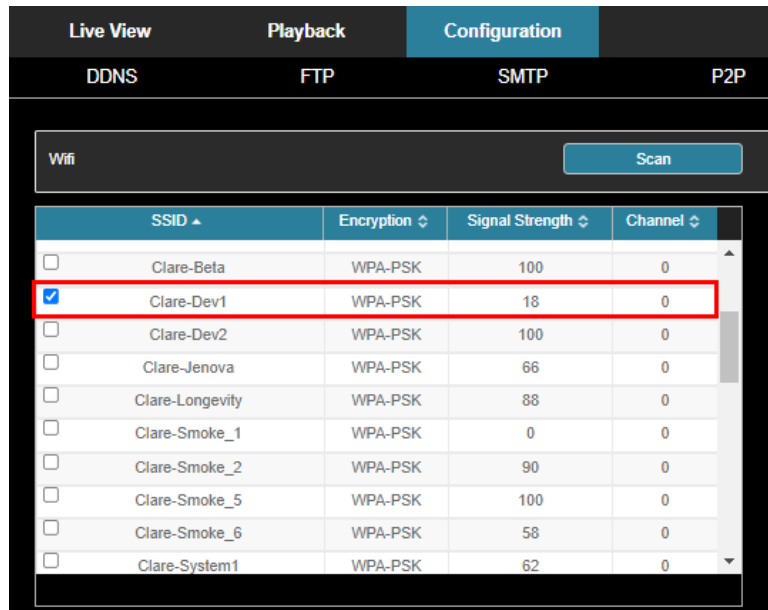 Live View Playback Configuration
DDNS FTP SMTP P2P
Wifi Scan
SSID Encryption Signal Strength Channel
Clare-Beta WPA-PSK 100 0
Clare-Dev1 WPA-PSK 18 0
Clare-Dev2 WPA-PSK 100 0
Clare-Jenova WPA-PSK 66 0
Clare-Longevity WPA-PSK 88 0
Clare-Smoke_1 WPA-PSK 0 0
Clare-Smoke_2 WPA-PSK 90 0
Clare-Smoke_5 WPA-PSK 100 0
Clare-Smoke_6 WPA-PSK 58 0
Clare-System1 WPA-PSK 62 0